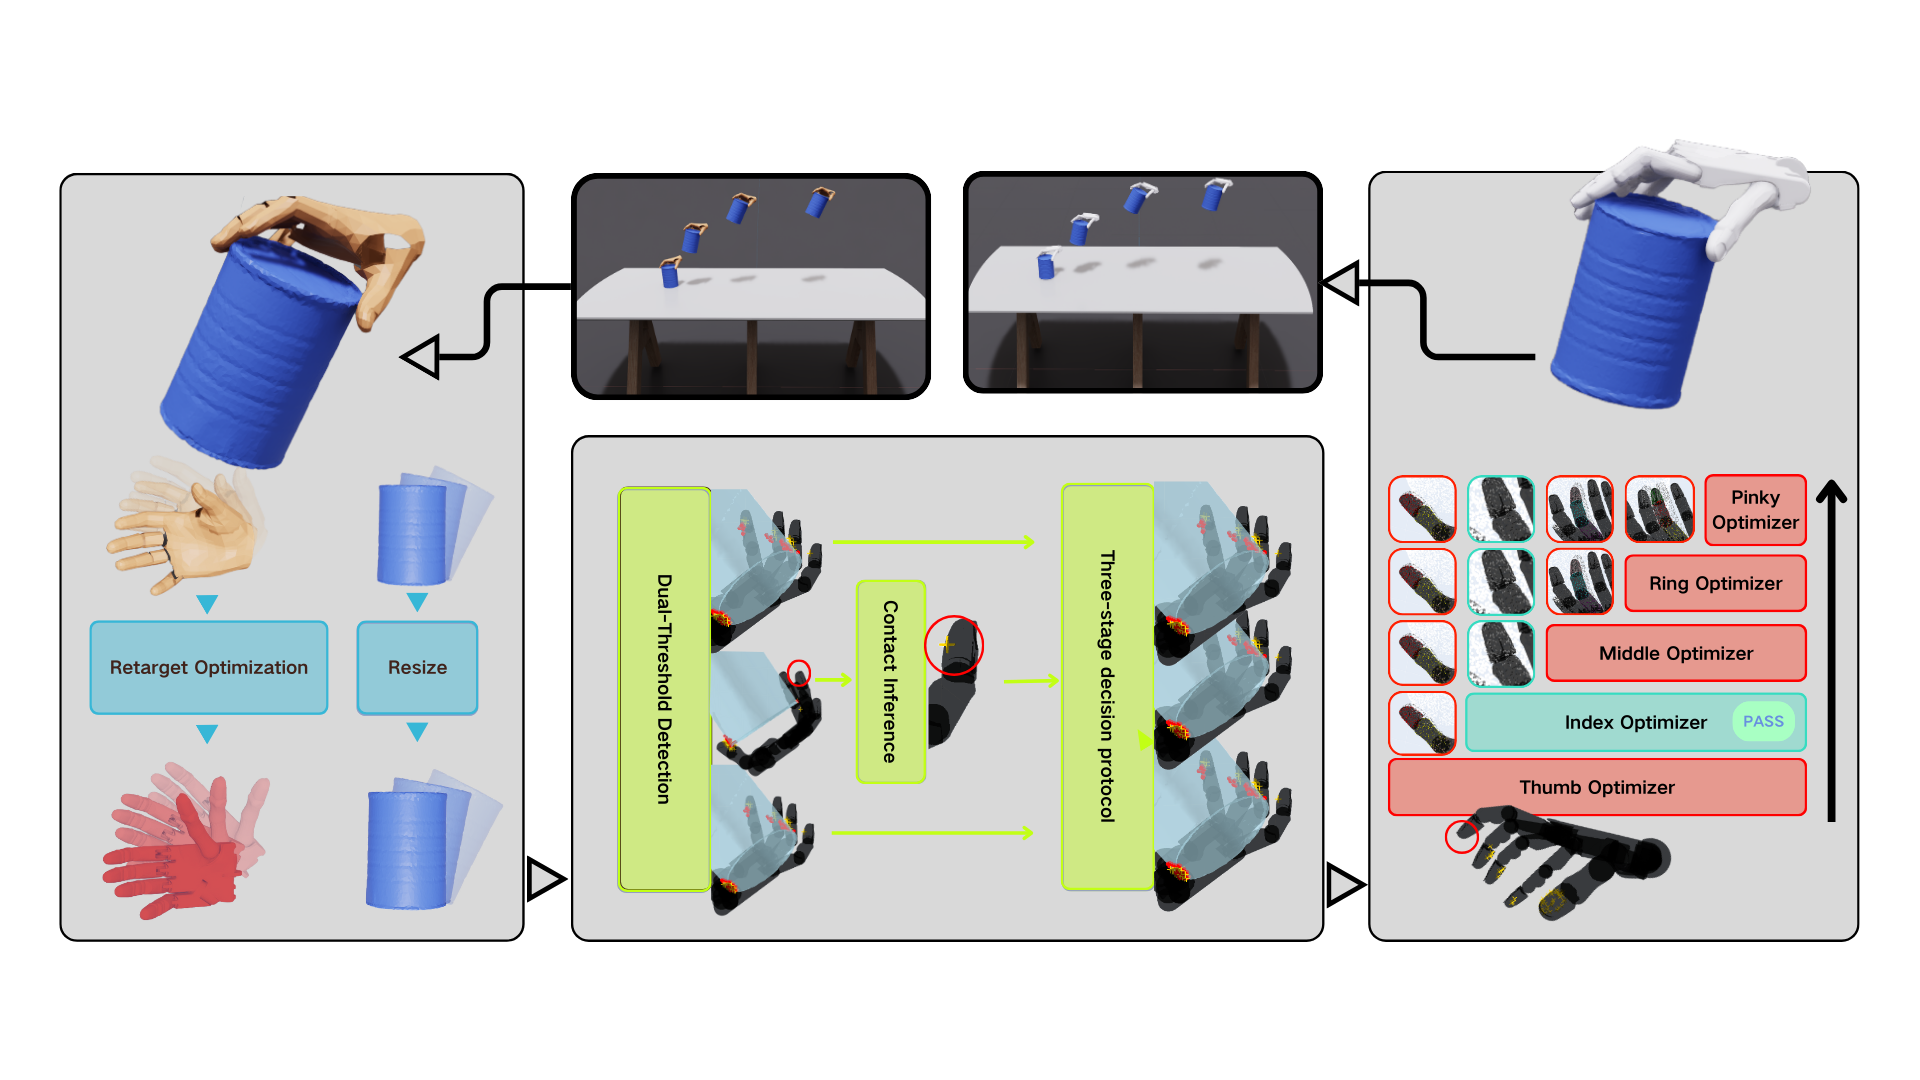 Retarget Optimization
Resize
Dual-Threshold Detection
Contact Inference
Three-stage decision protocol
Pinky
Optimizer
Ring Optimizer
Middle Optimizer
Index Optimizer
PASS
Thumb Optimizer